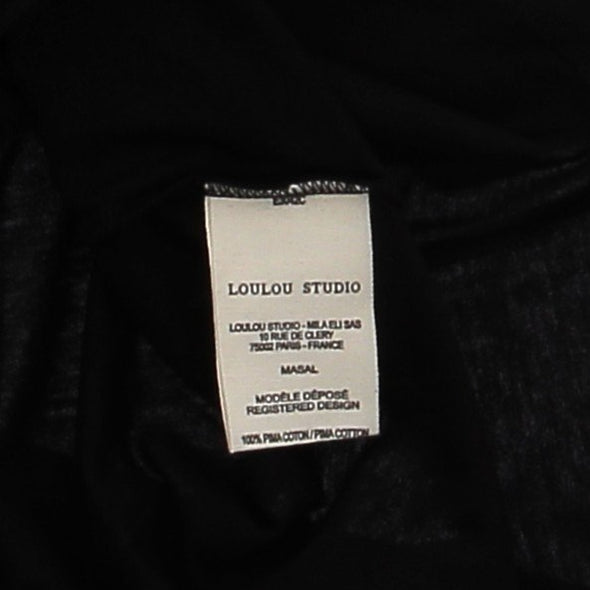 LOULOU STUDIO
LOULOU STUDIO - MILA ELI SAS
10 RUE DE CLERY
75002 PARIS - FRANCE
MASAL
MODÈLE DÉPOSÉ
REGISTERED DESIGN
100% PIMA COTON / PIMA COTTON